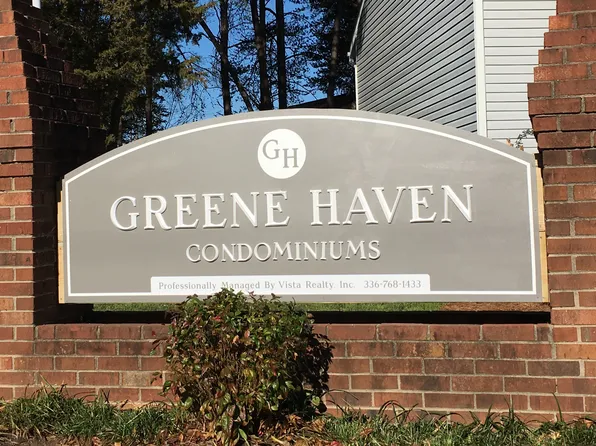 GH
GREENE HAVEN
CONDOMINIUMS
Professionally Managed By Vista Realty Inc. 336-768-1433